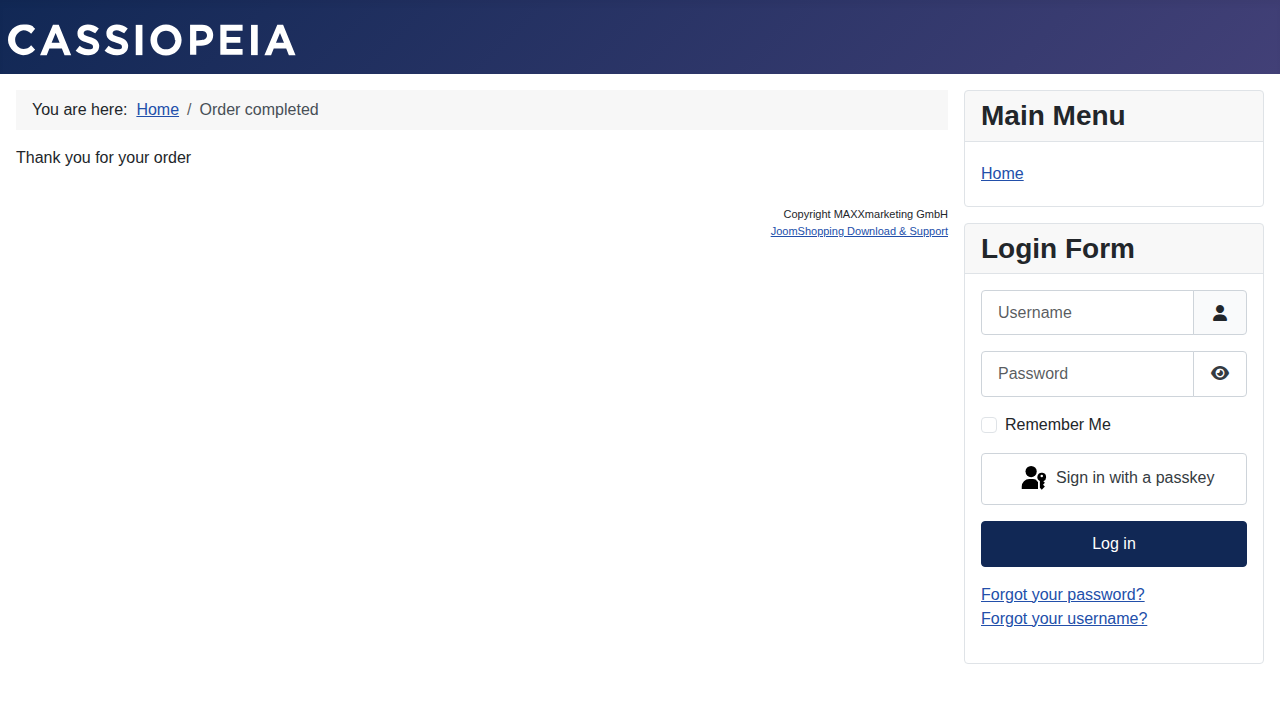 CASSIOPEIA
You are here: Home / Order completed
Thank you for your order
Copyright MAXXmarketing GmbH
JoomShopping Download & Support
Main Menu
Home
Login Form
Username
Password
Remember Me
Sign in with a passkey
Log in
Forgot your password?
Forgot your username?